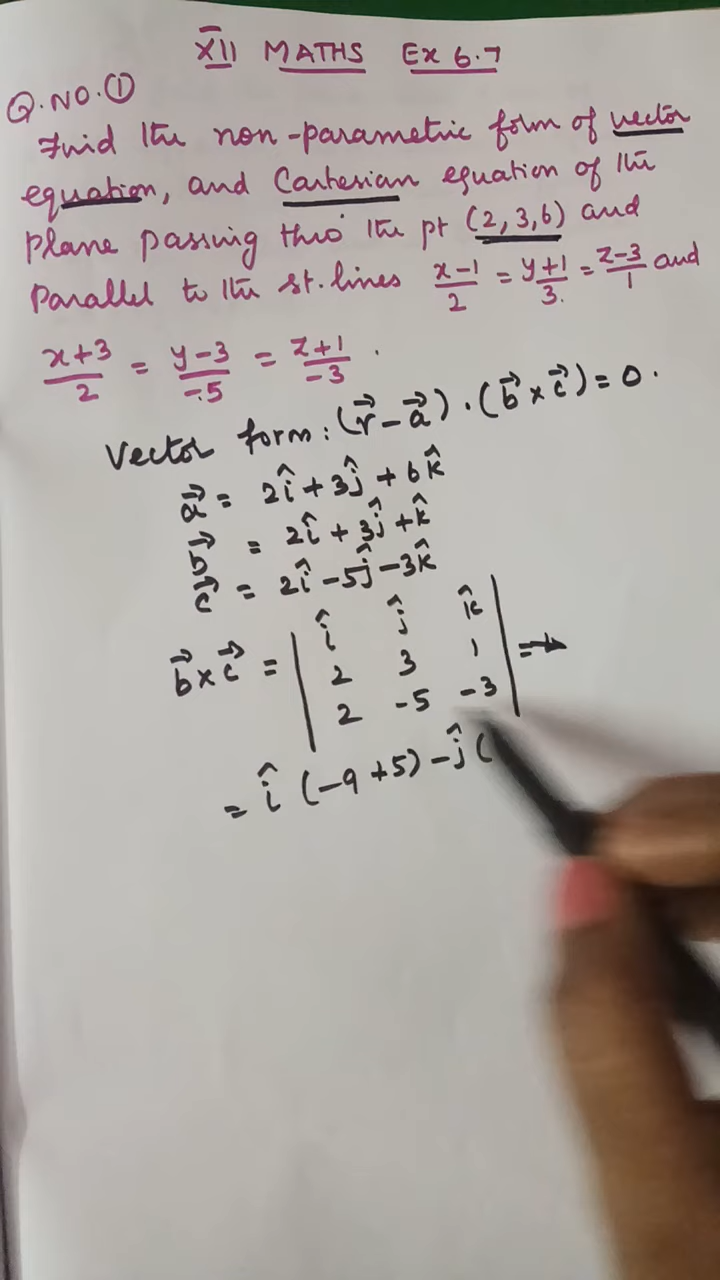 XII MATHS Ex 6.7
Q.NO.①
Find the non-parametric form of vector
equation, and Cartesian equation of the
plane passing thro' the pt (2,3,6) and
parallel to the st.lines x-1/2 = y+1/3 = z-3/1 and
x+3/2 = y-3/-5 = z+1/-3 .
Vector form: (r⃗ - a⃗) . (b⃗ × c⃗) = 0.
a⃗ = 2î + 3ĵ + 6k̂
b⃗ = 2î + 3ĵ + k̂
c⃗ = 2î - 5ĵ - 3k̂
b⃗ × c⃗ = | î ĵ k̂ |
2 3 1 =
2 -5 -3
= î (-9 +5) - ĵ (